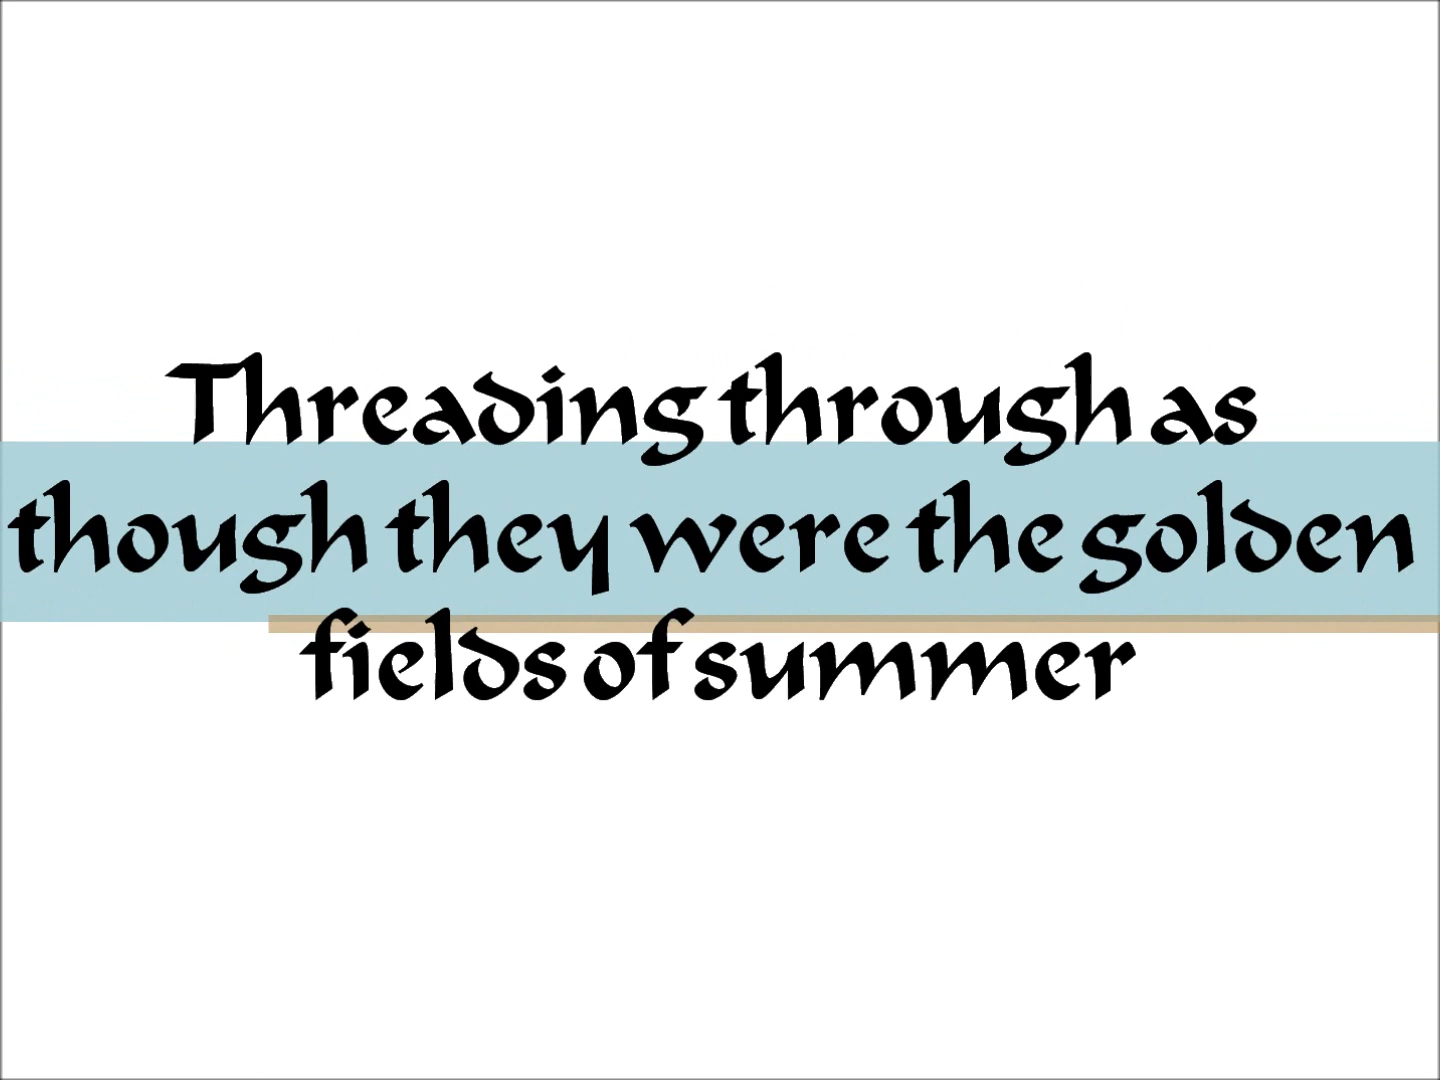 Threading through as
though they were the golden
fields of summer